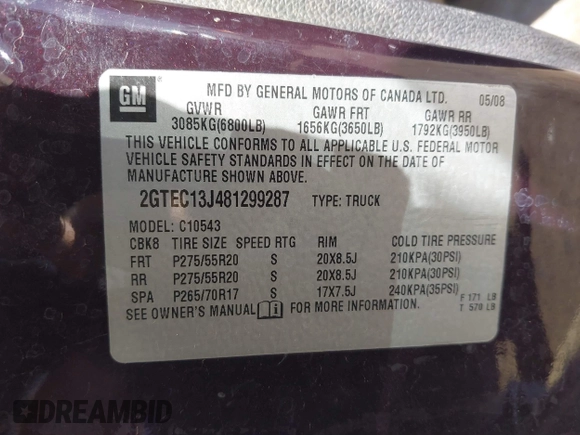 GM
MFD BY GENERAL MOTORS OF CANADA LTD. 05/08
GVWR GAWR FRT GAWR RR
3085KG(6800LB) 1656KG(3650LB) 1792KG(3950LB)
THIS VEHICLE CONFORMS TO ALL APPLICABLE U.S. FEDERAL MOTOR
VEHICLE SAFETY STANDARDS IN EFFECT ON THE DATE OF
MANUFACTURE SHOWN ABOVE.
2GTEC13J481299287 TYPE: TRUCK
MODEL: C10543
CBK8 TIRE SIZE SPEED RTG RIM COLD TIRE PRESSURE
FRT P275/55R20 S 20X8.5J 210KPA(30PSI)
RR P275/55R20 S 20X8.5J 210KPA(30PSI)
SPA P265/70R17 S 17X7.5J 240KPA(35PSI)
F 171 LB
SEE OWNER'S MANUAL FOR MORE INFORMATION.
T 570 LB
DREAMBID